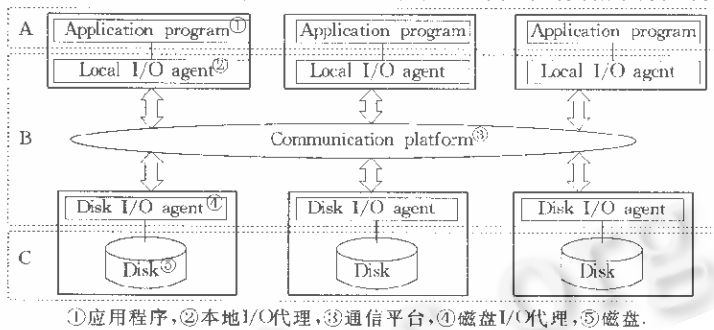 A
Application program① Application program Application program
Local I/O agent② Local I/O agent Local I/O agent
B
Communication platform③
Disk I/O agent④ Disk I/O agent Disk I/O agent
C
Disk⑤ Disk Disk
①应用程序,②本地I/O代理,③通信平台,④磁盘I/O代理,⑤磁盘.